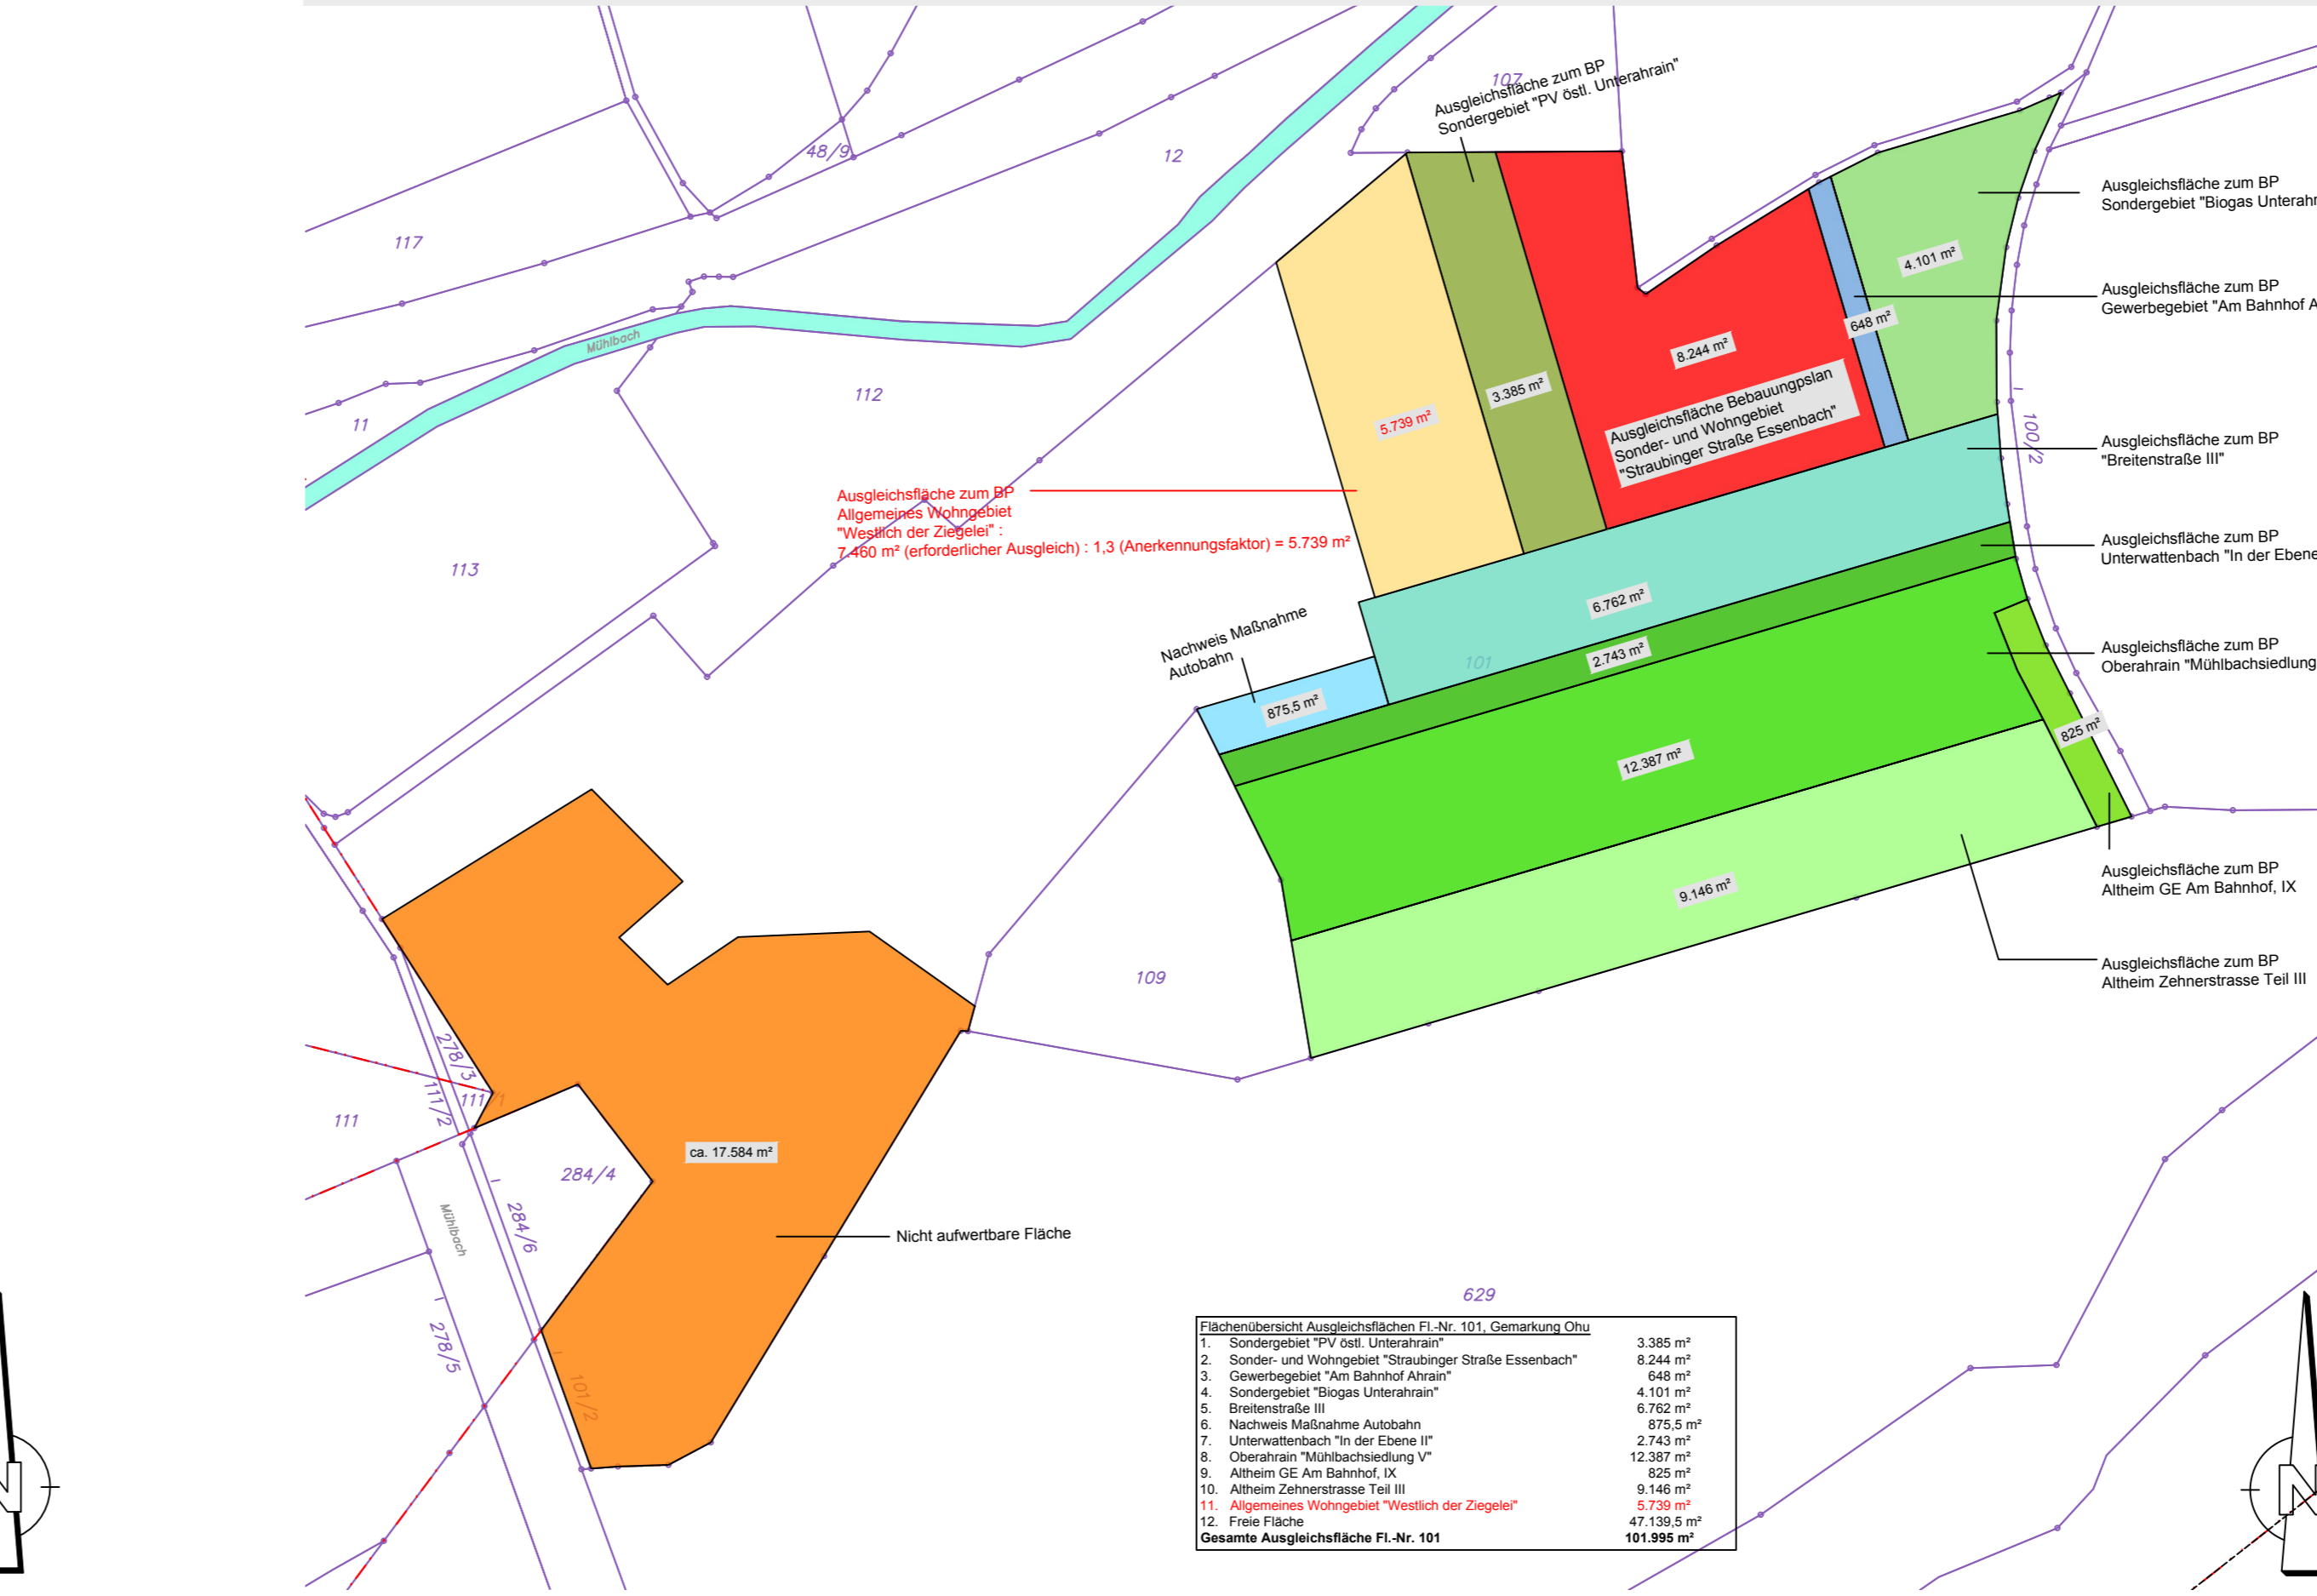 107
Ausgleichsfläche zum BP
Sondergebiet "PV östl. Unterahrain"
48/9
12
117
Ausgleichsfläche zum BP
Sondergebiet "Biogas
4.101 m²
Ausgleichsfläche zum BP
Gewerbegebiet "Am Bahnhof
648 m²
Mühlbach
8.244 m²
3.385 m²
112
11
5.739 m²
Ausgleichsfläche Bebauungpslan
Sonder- und Wohngebiet
"Straubinger Straße Essenbach"
100/2
Ausgleichsfläche zum BP
"Breitenstraße III"
Ausgleichsfläche zum BP
Allgemeines Wohngebiet
"Westlich der Ziegelei" :
7.460 m² (erforderlicher Ausgleich) : 1,3 (Anerkennungsfaktor) = 5.739 m²
Ausgleichsfläche zum BP
Unterwattenbach "In der Ebene
113
6.762 m²
Nachweis Maßnahme
Autobahn
101
2.743 m²
Ausgleichsfläche zum BP
Oberahrain "Mühlbachsiedlung
875,5 m²
825 m²
12.387 m²
9.146 m²
Ausgleichsfläche zum BP
Altheim GE Am Bahnhof, IX
109
Ausgleichsfläche zum BP
Altheim Zehnerstrasse Teil III
278/3
111/2
111/1
111
ca. 17.584 m²
284/4
Mühlbach
284/6
Nicht aufwertbare Fläche
278/5
101/2
629
Flächenübersicht Ausgleichsflächen Fl.-Nr. 101, Gemarkung Ohu
1. Sondergebiet "PV östl. Unterahrain" 3.385 m²
2. Sonder- und Wohngebiet "Straubinger Straße Essenbach" 8.244 m²
3. Gewerbegebiet "Am Bahnhof Ahrain" 648 m²
4. Sondergebiet "Biogas Unterahrain" 4.101 m²
5. Breitenstraße III 6.762 m²
6. Nachweis Maßnahme Autobahn 875,5 m²
7. Unterwattenbach "In der Ebene II" 2.743 m²
8. Oberahrain "Mühlbachsiedlung V" 12.387 m²
9. Altheim GE Am Bahnhof, IX 825 m²
10. Altheim Zehnerstrasse Teil III 9.146 m²
11. Allgemeines Wohngebiet "Westlich der Ziegelei" 5.739 m²
12. Freie Fläche 47.139,5 m²
Gesamte Ausgleichsfläche Fl.-Nr. 101 101.995 m²
N
N